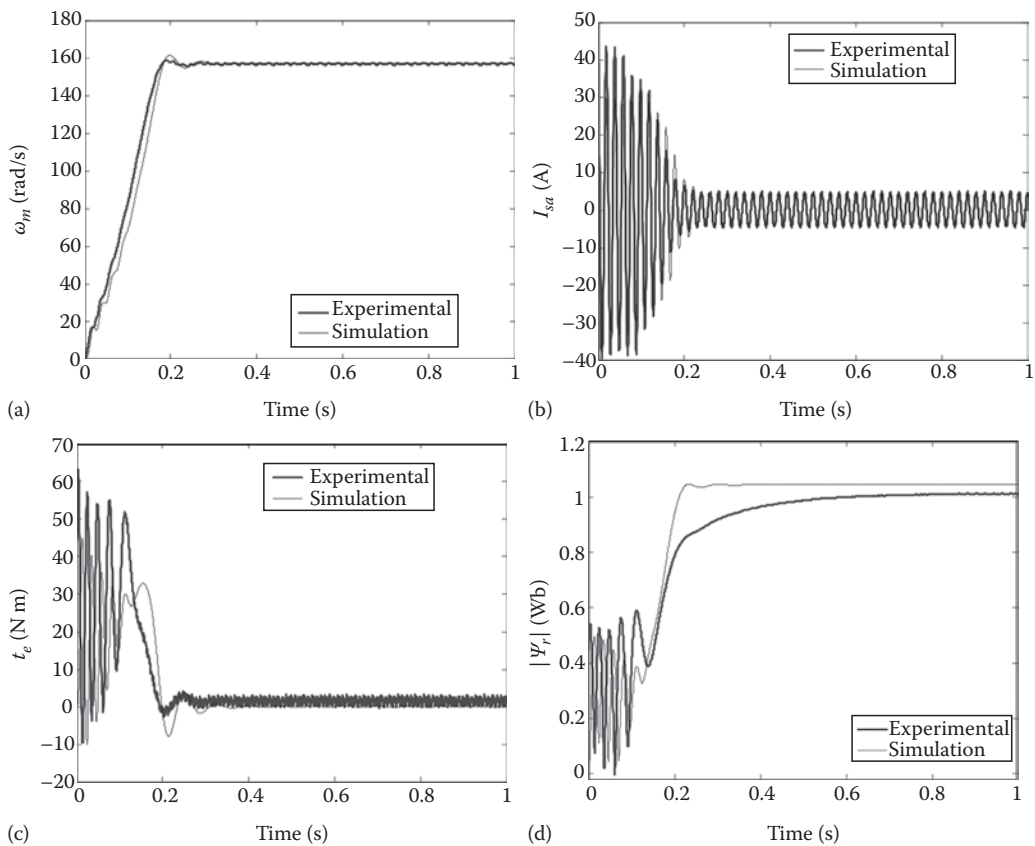 180
160
140
120
100
80
60
40
20
0
ω_m (rad/s)
Experimental
Simulation
0 0.2 0.4 0.6 0.8 1
(a) Time (s)
50
40
30
20
10
0
−10
−20
−30
−40
I_sa (A)
Experimental
Simulation
0 0.2 0.4 0.6 0.8 1
(b) Time (s)
70
60
50
40
30
20
10
0
−10
−20
t_e (N m)
Experimental
Simulation
0 0.2 0.4 0.6 0.8 1
(c) Time (s)
1.2
1
0.8
0.6
0.4
0.2
0
|Ψ_r| (Wb)
Experimental
Simulation
0 0.2 0.4 0.6 0.8 1
(d) Time (s)